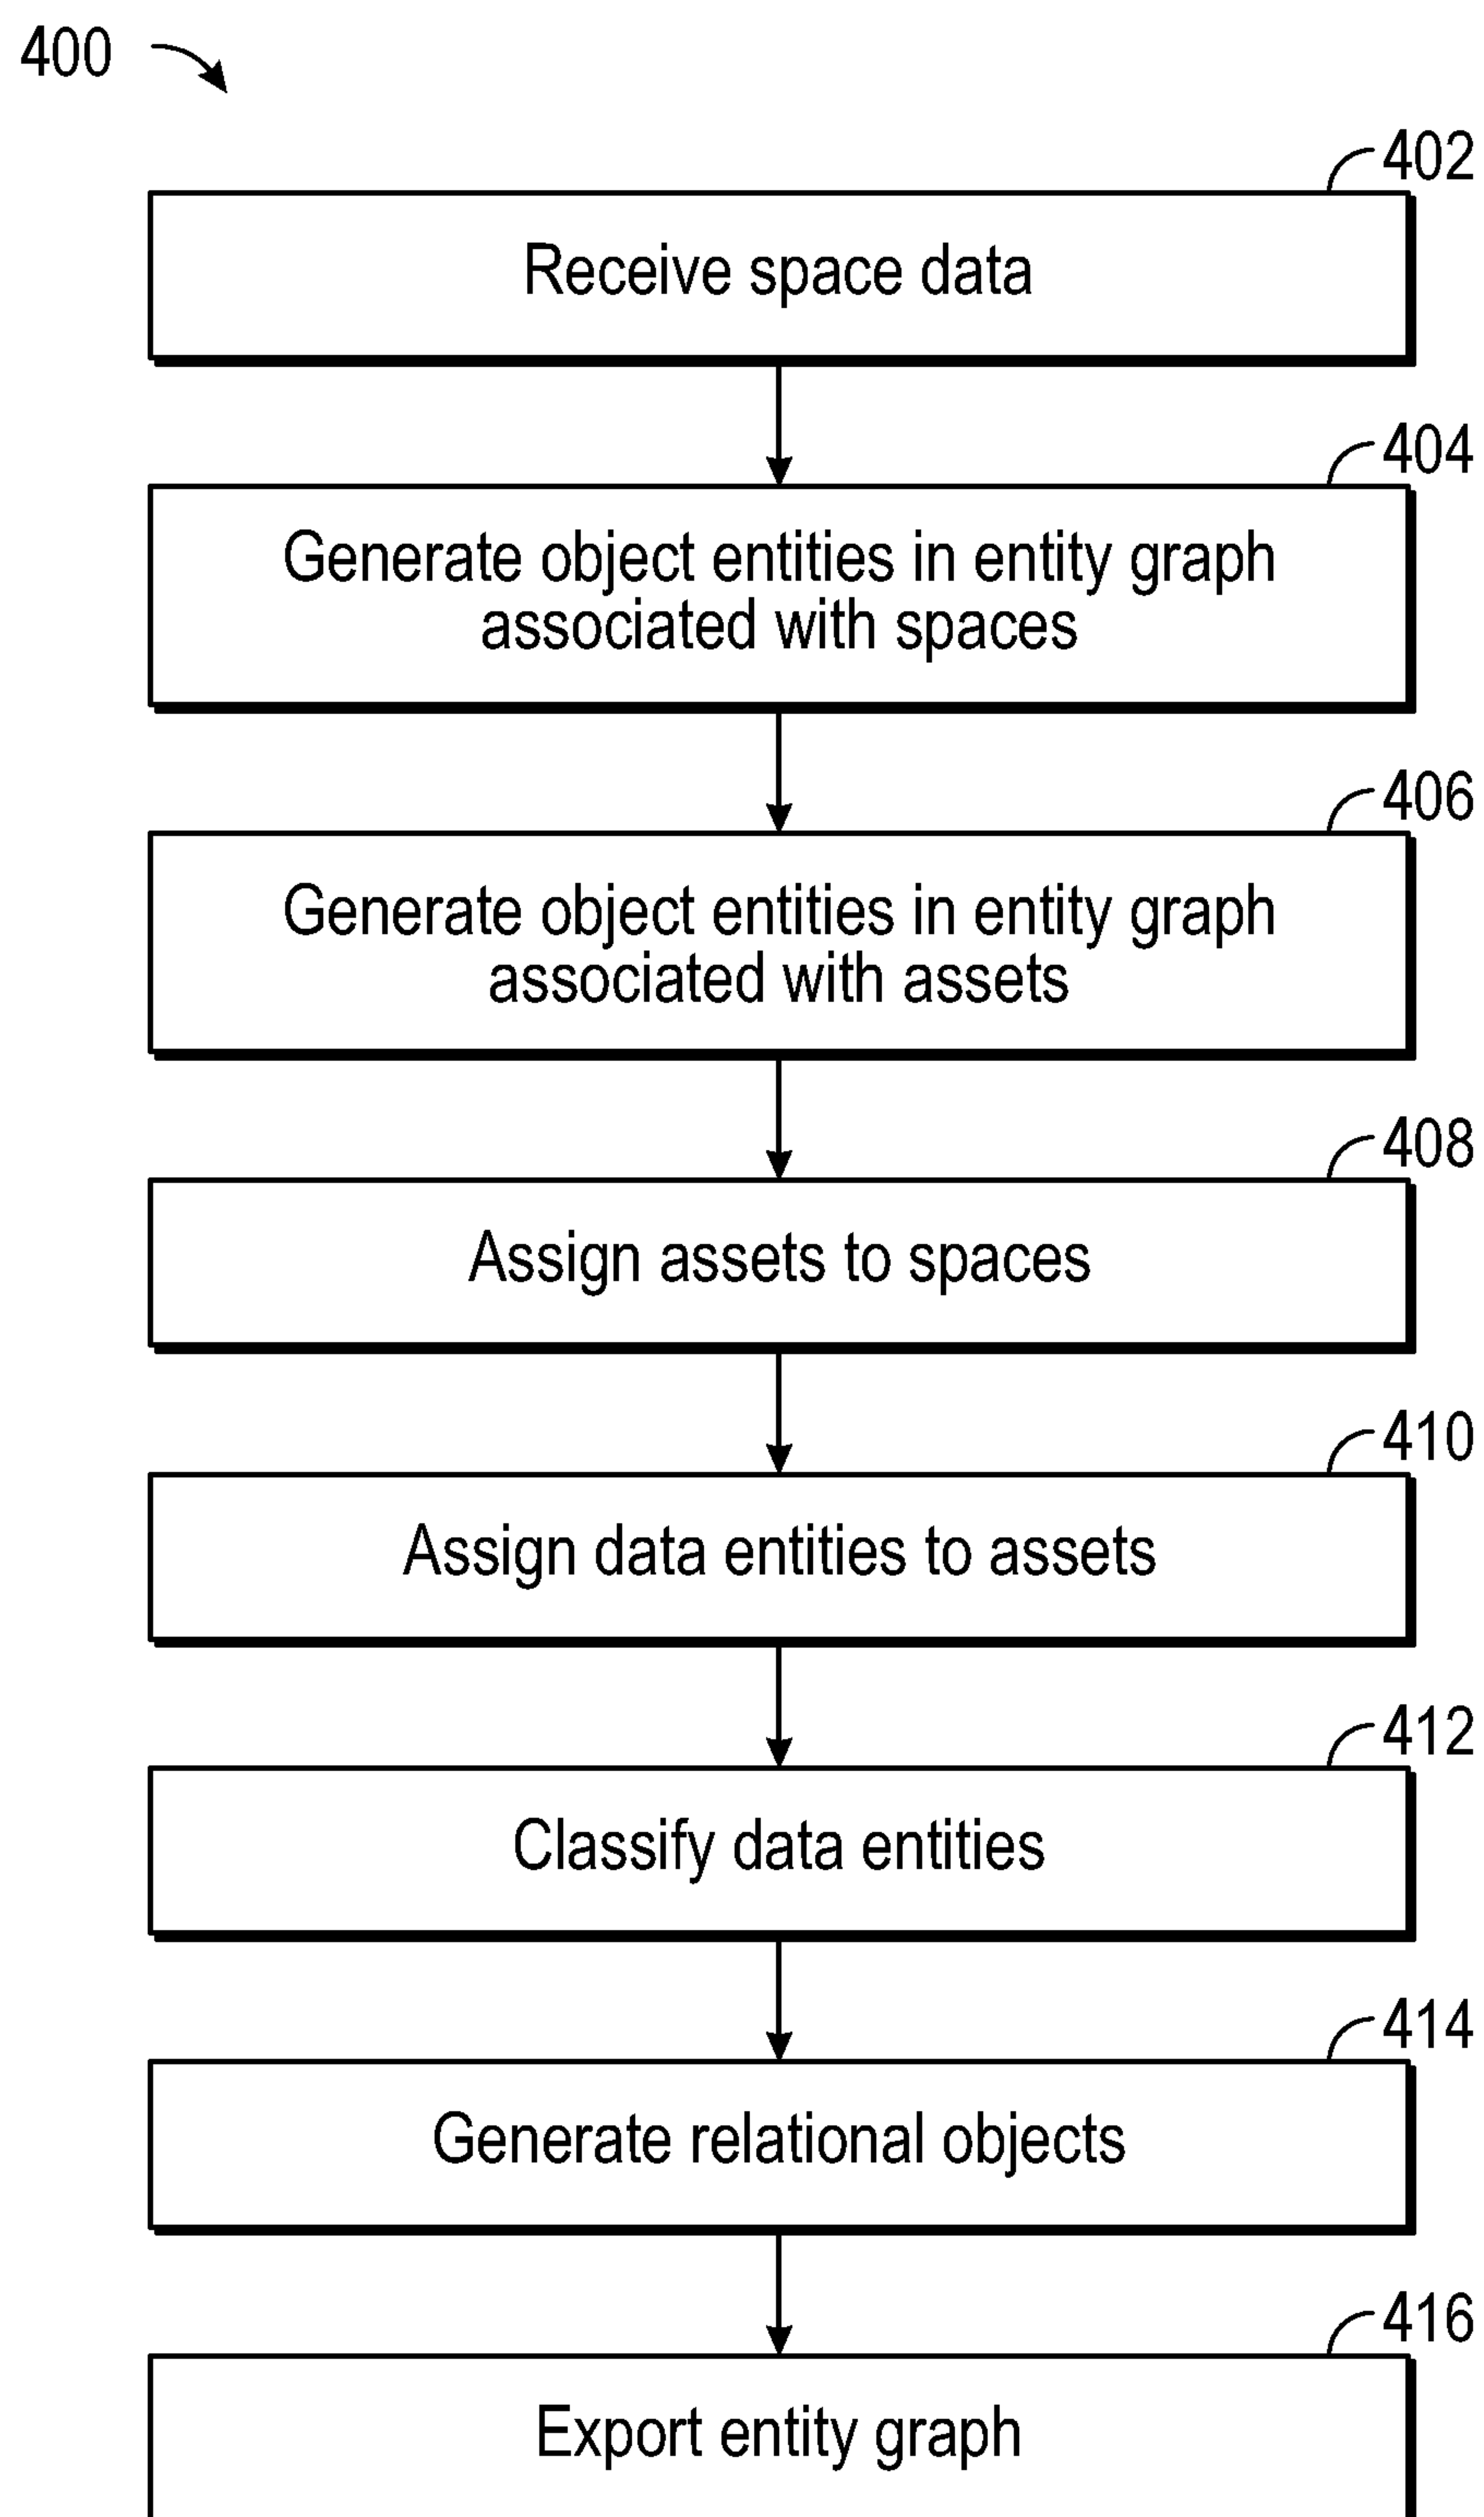 400
402
Receive space data
404
Generate object entities in entity graph
associated with spaces
406
Generate object entities in entity graph
associated with assets
408
Assign assets to spaces
410
Assign data entities to assets
412
Classify data entities
414
Generate relational objects
416
Export entity graph